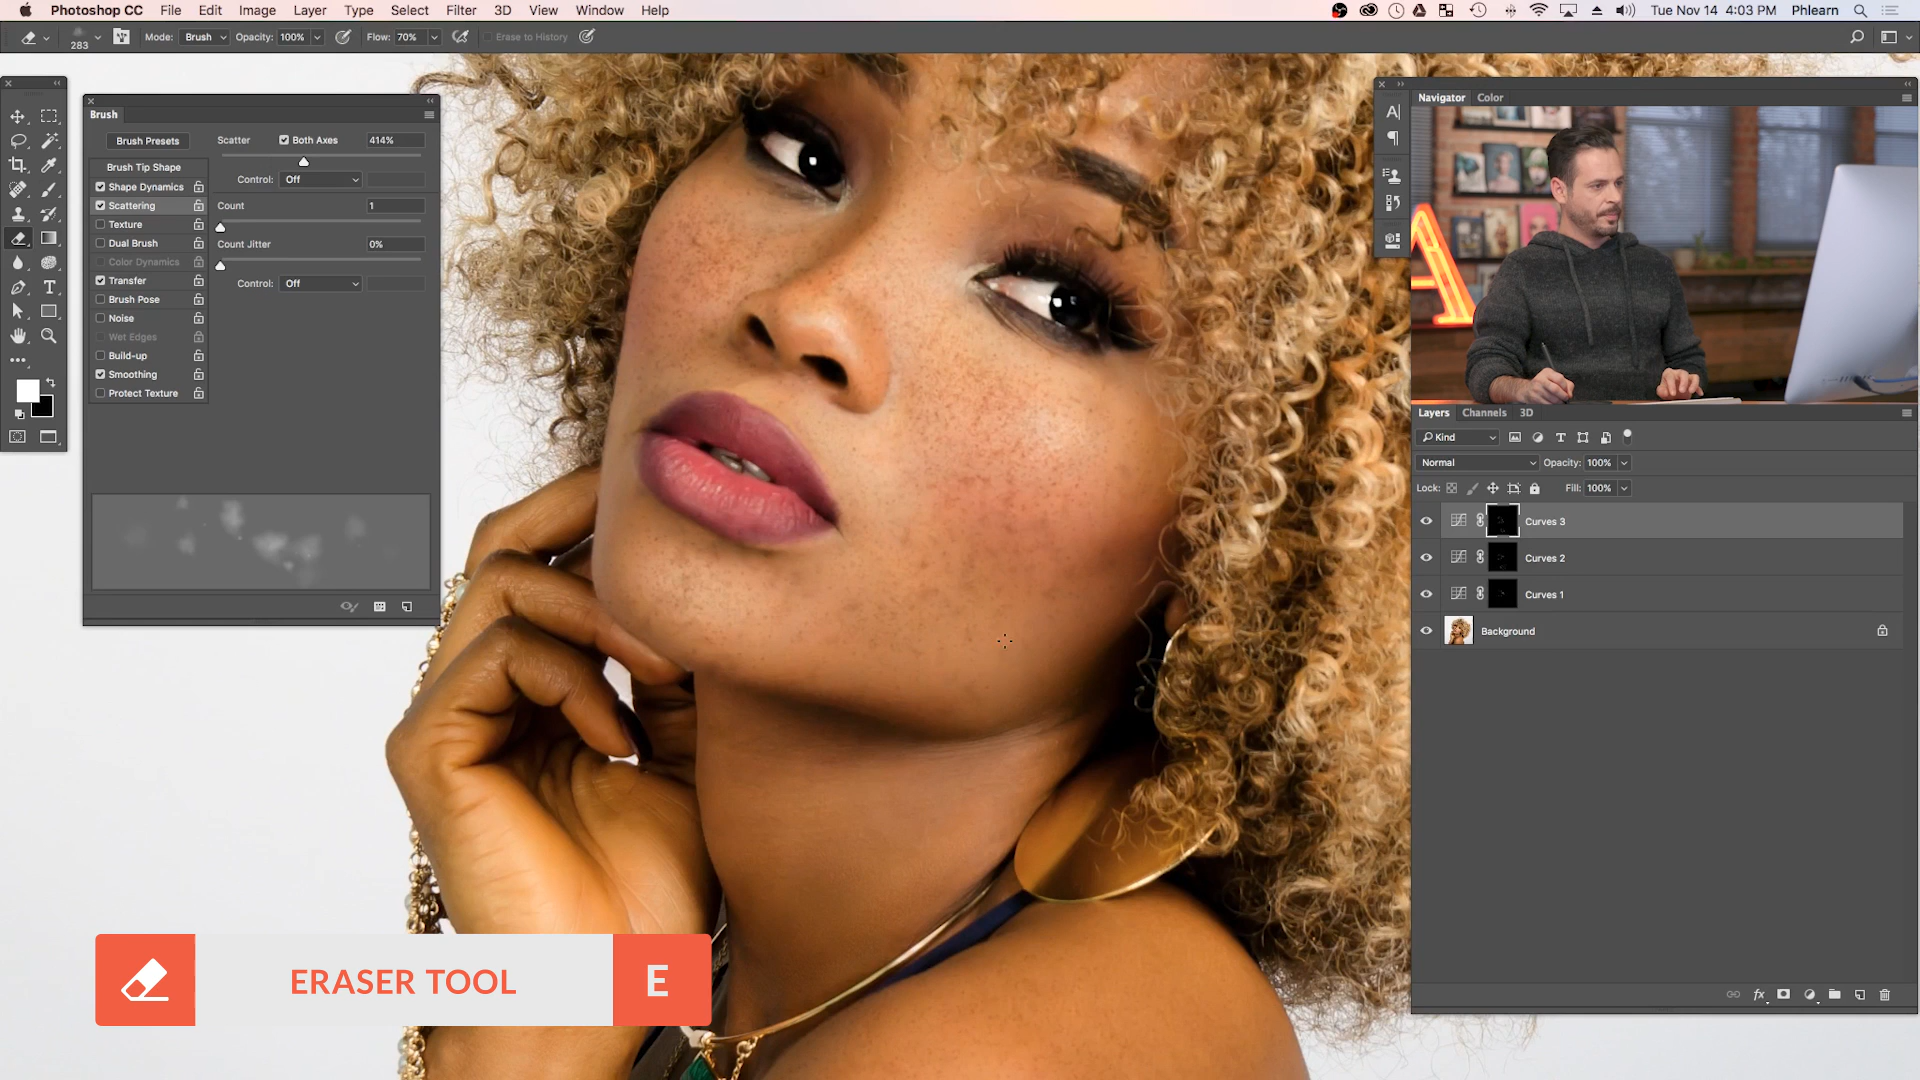 Photoshop CC File Edit Image Layer Type Select Filter 3D View Window Help Tue Nov 14 4:03 PM Phlearn
283 Mode: Brush Opacity: 100% Flow: 70% Erase to History
Brush
Brush Presets
Brush Tip Shape
Shape Dynamics
Scattering
Texture
Dual Brush
Color Dynamics
Transfer
Brush Pose
Noise
Wet Edges
Build-up
Smoothing
Protect Texture
Scatter Both Axes 414%
Control: Off
Count 1
Count Jitter 0%
Control: Off
Navigator Color
A
Layers Channels 3D
Kind
Normal Opacity: 100%
Lock: Fill: 100%
Curves 3
Curves 2
Curves 1
Background
fx
ERASER TOOL E